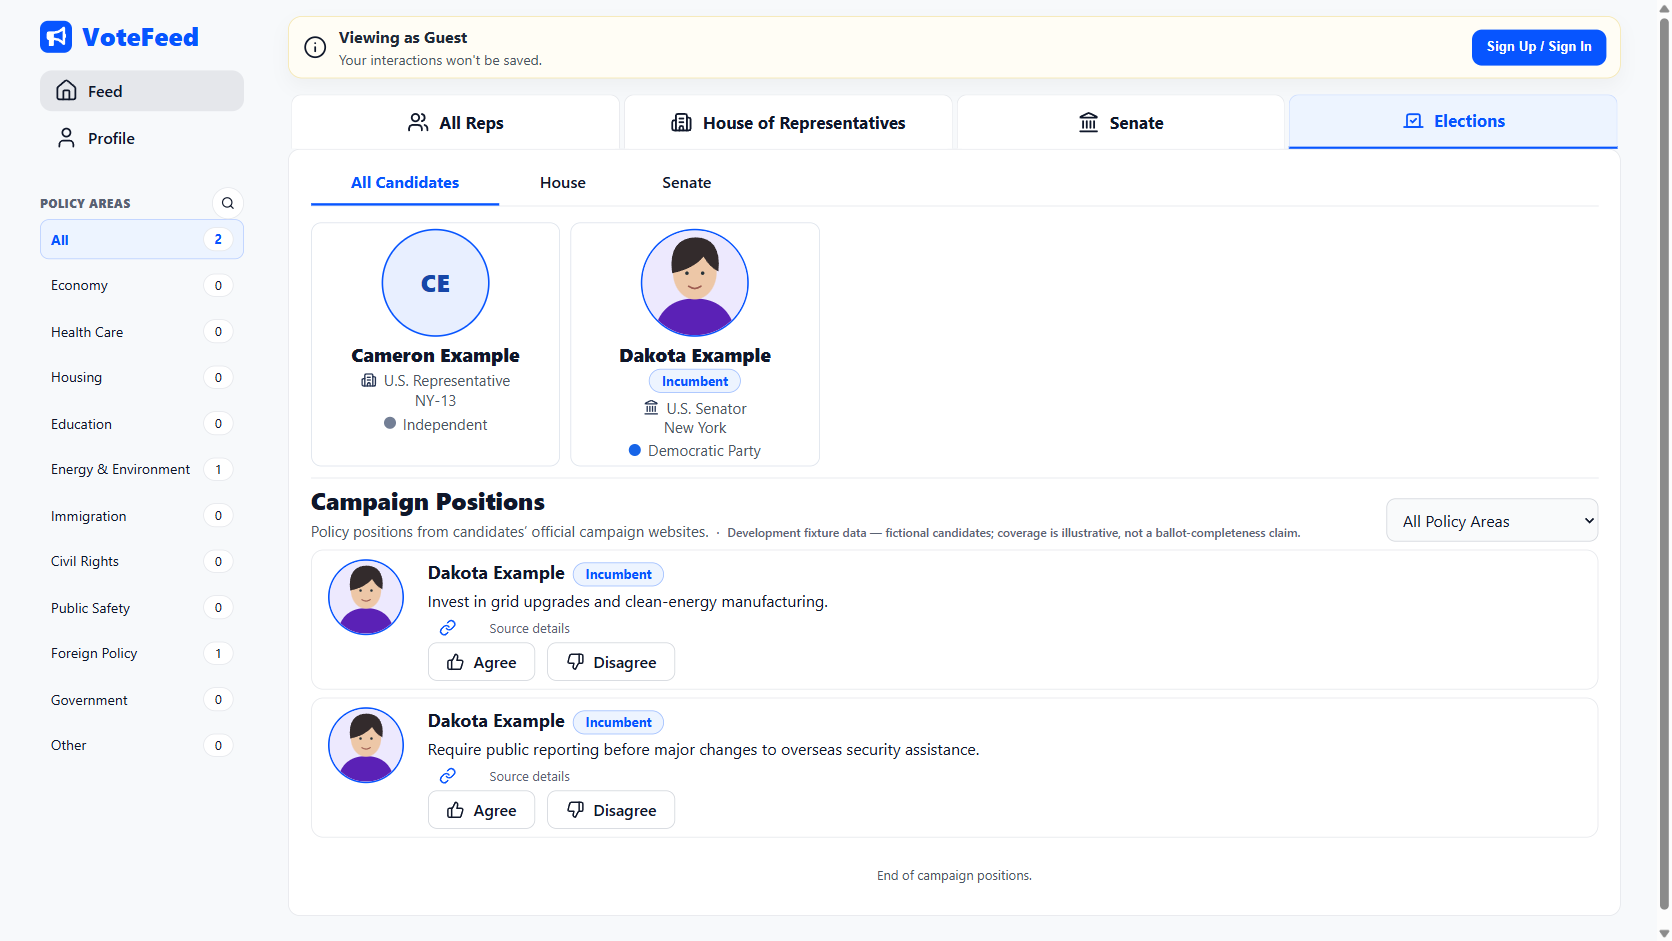 VoteFeed
Feed
Profile
POLICY AREAS
All 2
Economy 0
Health Care 0
Housing 0
Education 0
Energy & Environment 1
Immigration 0
Civil Rights 0
Public Safety 0
Foreign Policy 1
Government 0
Other 0
Viewing as Guest
Your interactions won't be saved.
Sign Up / Sign In
All Reps
House of Representatives
Senate
Elections
All Candidates
House
Senate
CE
Cameron Example
U.S. Representative
NY-13
Independent
Dakota Example
Incumbent
U.S. Senator
New York
Democratic Party
Campaign Positions
Policy positions from candidates' official campaign websites. · Development fixture data — fictional candidates; coverage is illustrative, not a ballot-completeness claim.
All Policy Areas
Dakota Example Incumbent
Invest in grid upgrades and clean-energy manufacturing.
Source details
Agree Disagree
Dakota Example Incumbent
Require public reporting before major changes to overseas security assistance.
Source details
Agree Disagree
End of campaign positions.